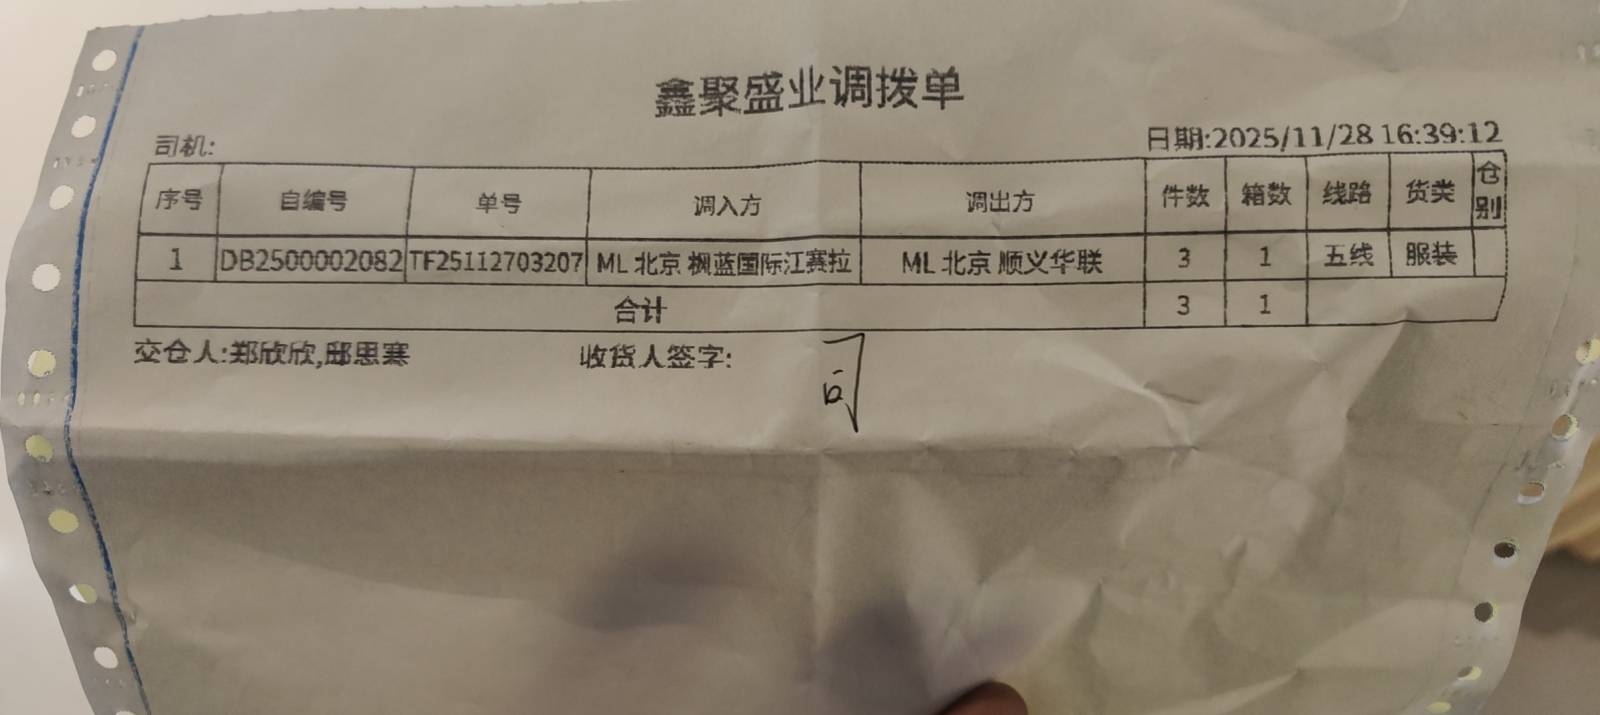 鑫聚盛业调拨单
司机: 日期:2025/11/28 16:39:12
序号 自编号 单号 调入方 调出方 件数 箱数 线路 货类 仓别
1 DB2500002082 TF25112703207 ML 北京 枫蓝国际江赛拉 ML 北京 顺义华联 3 1 五线 服装
合计 3 1
交仓人:郑欣欣,邸思寒 收货人签字: 司